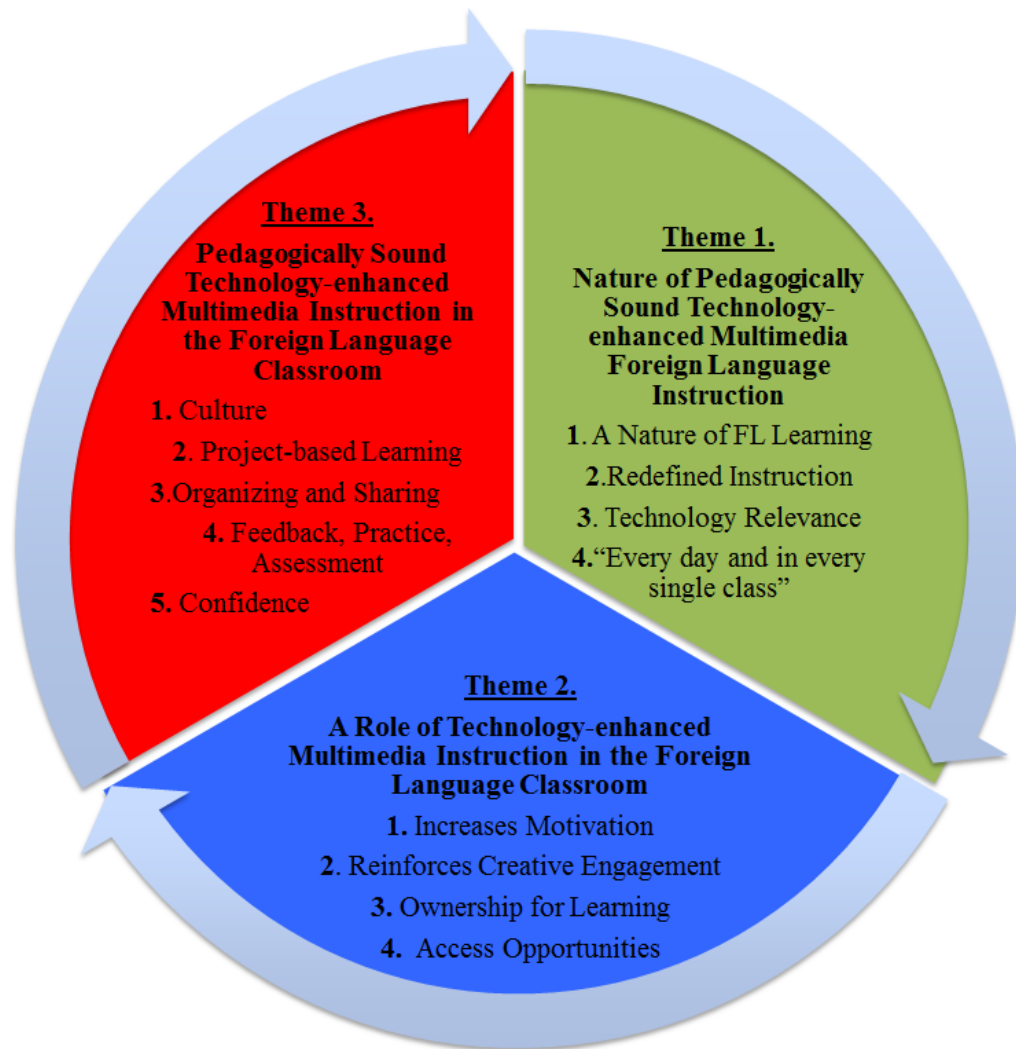 Theme 1.
Nature of Pedagogically
Sound Technology-
enhanced Multimedia
Foreign Language
Instruction
1. A Nature of FL Learning
2.Redefined Instruction
3. Technology Relevance
4.“Every day and in every
single class”
Theme 2.
A Role of Technology-enhanced
Multimedia Instruction in the Foreign
Language Classroom
1. Increases Motivation
2. Reinforces Creative Engagement
3. Ownership for Learning
4. Access Opportunities
Theme 3.
Pedagogically Sound
Technology-enhanced
Multimedia Instruction in
the Foreign Language
Classroom
1. Culture
2. Project-based Learning
3.Organizing and Sharing
4. Feedback, Practice,
Assessment
5. Confidence